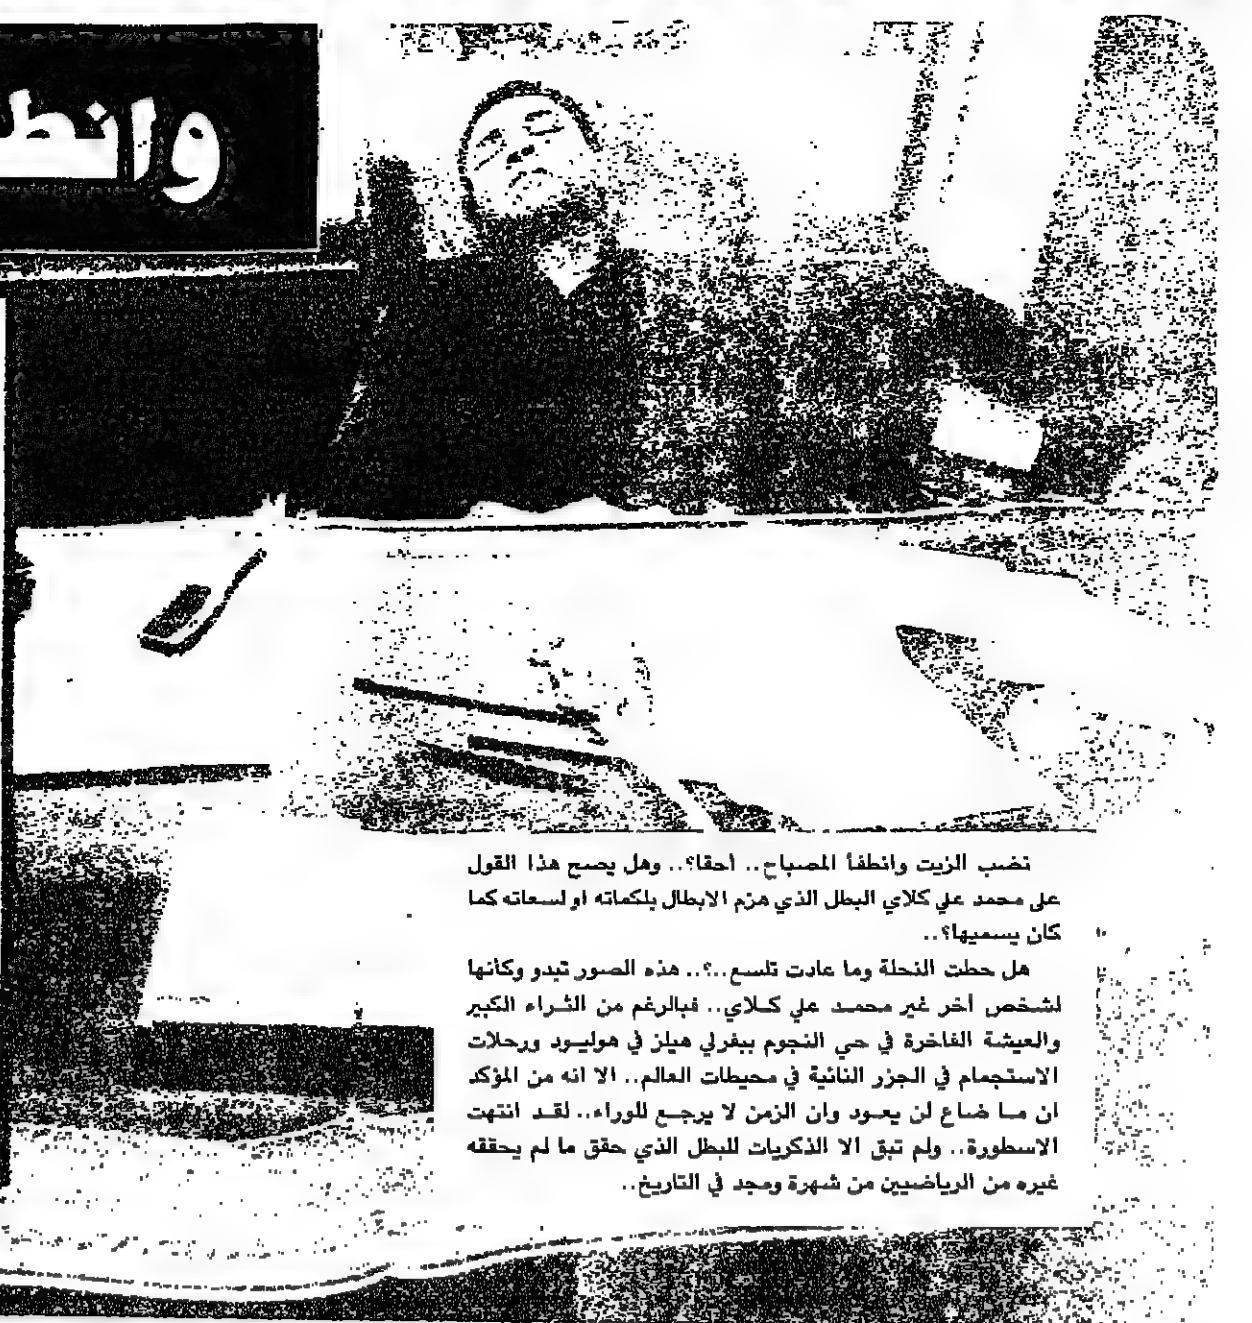 وانط
نضب الزيت وانطفأ المصباح.. أحقا؟.. وهل يصح هذا القول
على محمد علي كلاي البطل الذي هزم الابطال بلكماته او لسعاته كما
كان يسميها؟..
هل حطت النحلة وما عادت تلسع..؟.. هذه الصور تبدو وكأنها
لشخص أخر غير محمد علي كلاي.. فبالرغم من الثراء الكبير
والعيشة الفاخرة في حي النجوم بيفرلي هيلز في هوليود ورحلات
الاستجمام في الجزر النائية في محيطات العالم.. الا انه من المؤكد
ان ما ضاع لن يعود وان الزمن لا يرجع للوراء.. لقد انتهت
الاسطورة.. ولم تبق الا الذكريات للبطل الذي حقق ما لم يحققه
غيره من الرياضيين من شهرة ومجد في التاريخ..